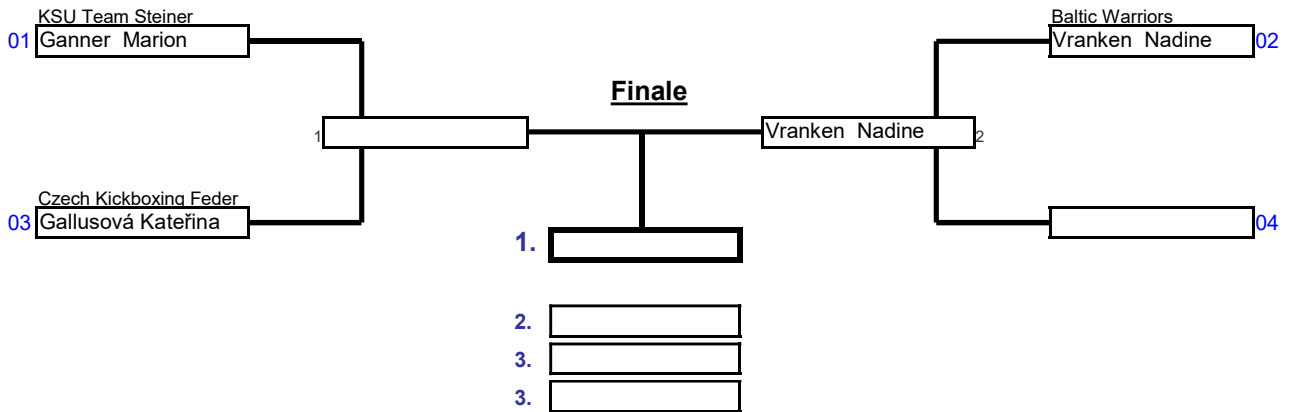 KSU Team Steiner
01 Ganner Marion
Baltic Warriors
Vranken Nadine 02
Finale
1
Vranken Nadine 2
Czech Kickboxing Feder
03 Gallusová Kateřina
04
1.
2.
3.
3.